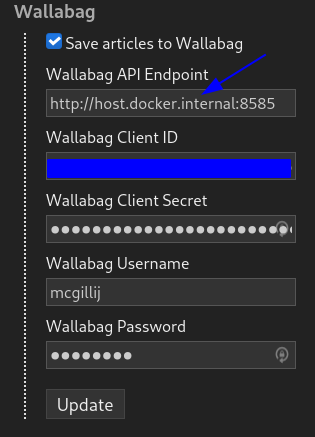 Wallabag
Save articles to Wallabag
Wallabag API Endpoint
http://host.docker.internal:8585
Wallabag Client ID
Wallabag Client Secret
●●●●●●●●●●●●●●●●●●●●●●●●
Wallabag Username
mcgillij
Wallabag Password
●●●●●●●●
Update